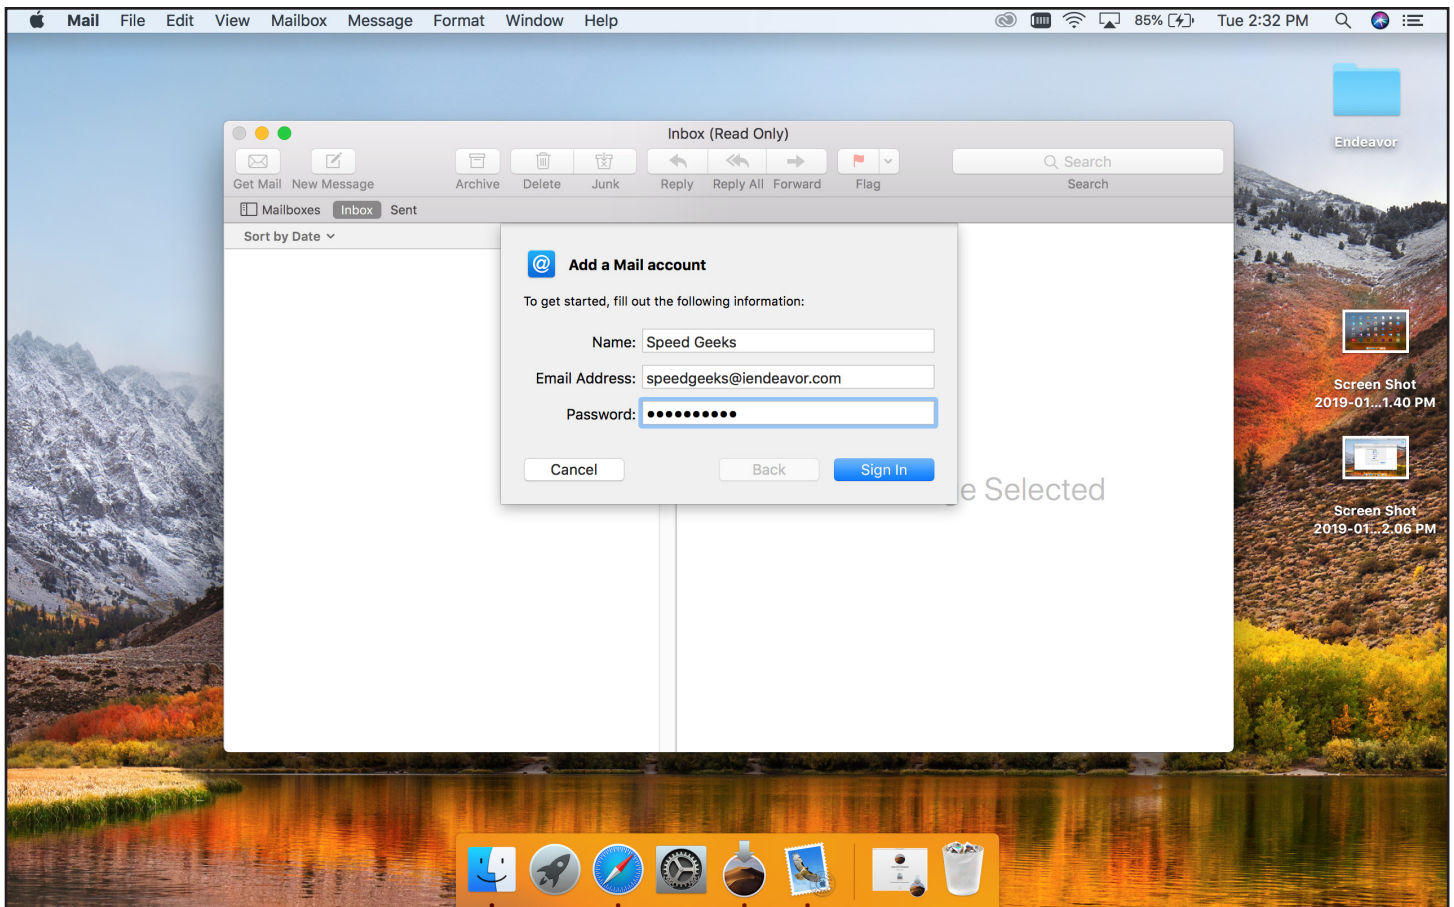 Mail File Edit View Mailbox Message Format Window Help 85% Tue 2:32 PM
Endeavor
Inbox (Read Only)
Search
Get Mail New Message Archive Delete Junk Reply Reply All Forward Flag Search
Mailboxes Inbox Sent
Sort by Date
@ Add a Mail account
To get started, fill out the following information:
Name: Speed Geeks
Email Address: speedgeeks@iendeavor.com
Password: ••••••••••
Cancel Back Sign In
e Selected
Screen Shot
2019-01...1.40 PM
Screen Shot
2019-01...2.06 PM